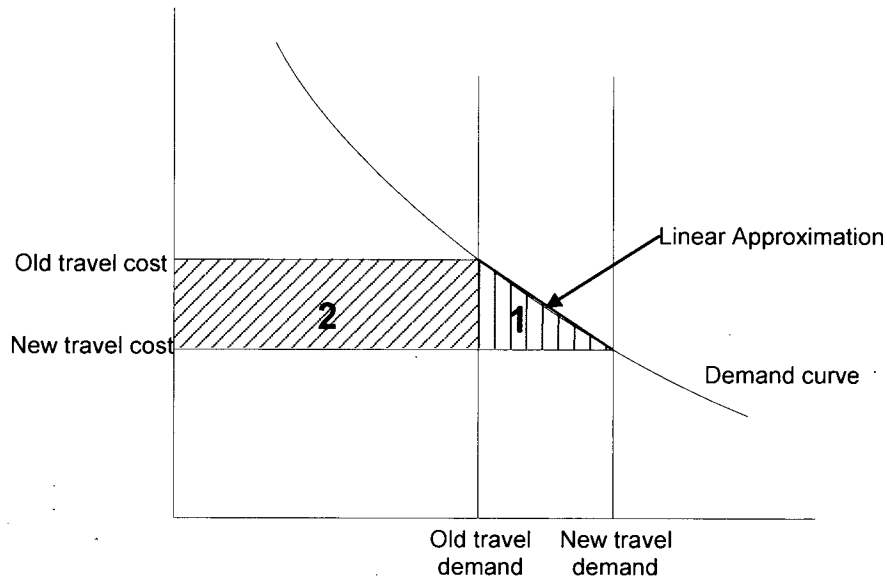 Linear Approximation
Old travel cost
2
1
New travel cost
Demand curve
Old travel
demand
New travel
demand